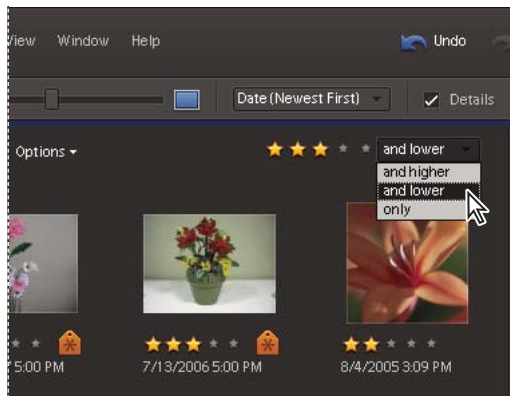 View Window Help Undo
Date (Newest First) Details
Options and lower
and higher
and lower
only
5:00 PM 7/13/2006 5:00 PM 8/4/2005 3:09 PM